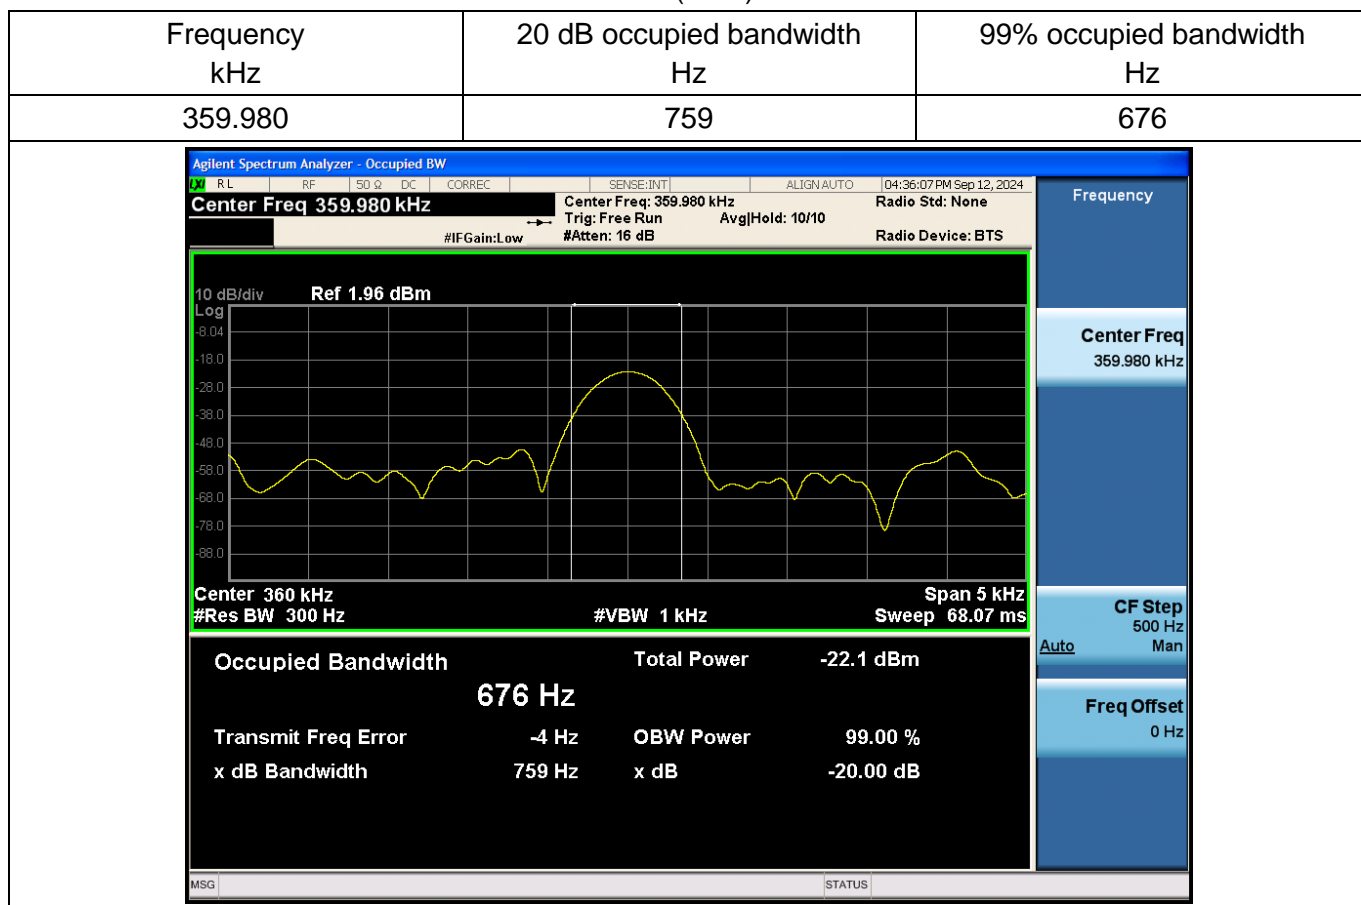 Frequency
kHz
20 dB occupied bandwidth
Hz
99% occupied bandwidth
Hz
359.980 759 676
Agilent Spectrum Analyzer - Occupied BW
LXI RL RF 50 Ω DC CORREC SENSE:INT ALIGN AUTO 04:36:07 PM Sep 12, 2024
Center Freq 359.980 kHz
Center Freq: 359.980 kHz Radio Std: None
Trig: Free Run Avg|Hold: 10/10
#IFGain:Low #Atten: 16 dB Radio Device: BTS
10 dB/div Ref 1.96 dBm
Log
-8.04
-18.0
-28.0
-38.0
-48.0
-58.0
-68.0
-78.0
-88.0
Center 360 kHz Span 5 kHz
#Res BW 300 Hz #VBW 1 kHz Sweep 68.07 ms
Occupied Bandwidth Total Power -22.1 dBm
676 Hz
Transmit Freq Error -4 Hz OBW Power 99.00 %
x dB Bandwidth 759 Hz x dB -20.00 dB
MSG STATUS
Frequency
Center Freq
359.980 kHz
CF Step
500 Hz
Auto Man
Freq Offset
0 Hz